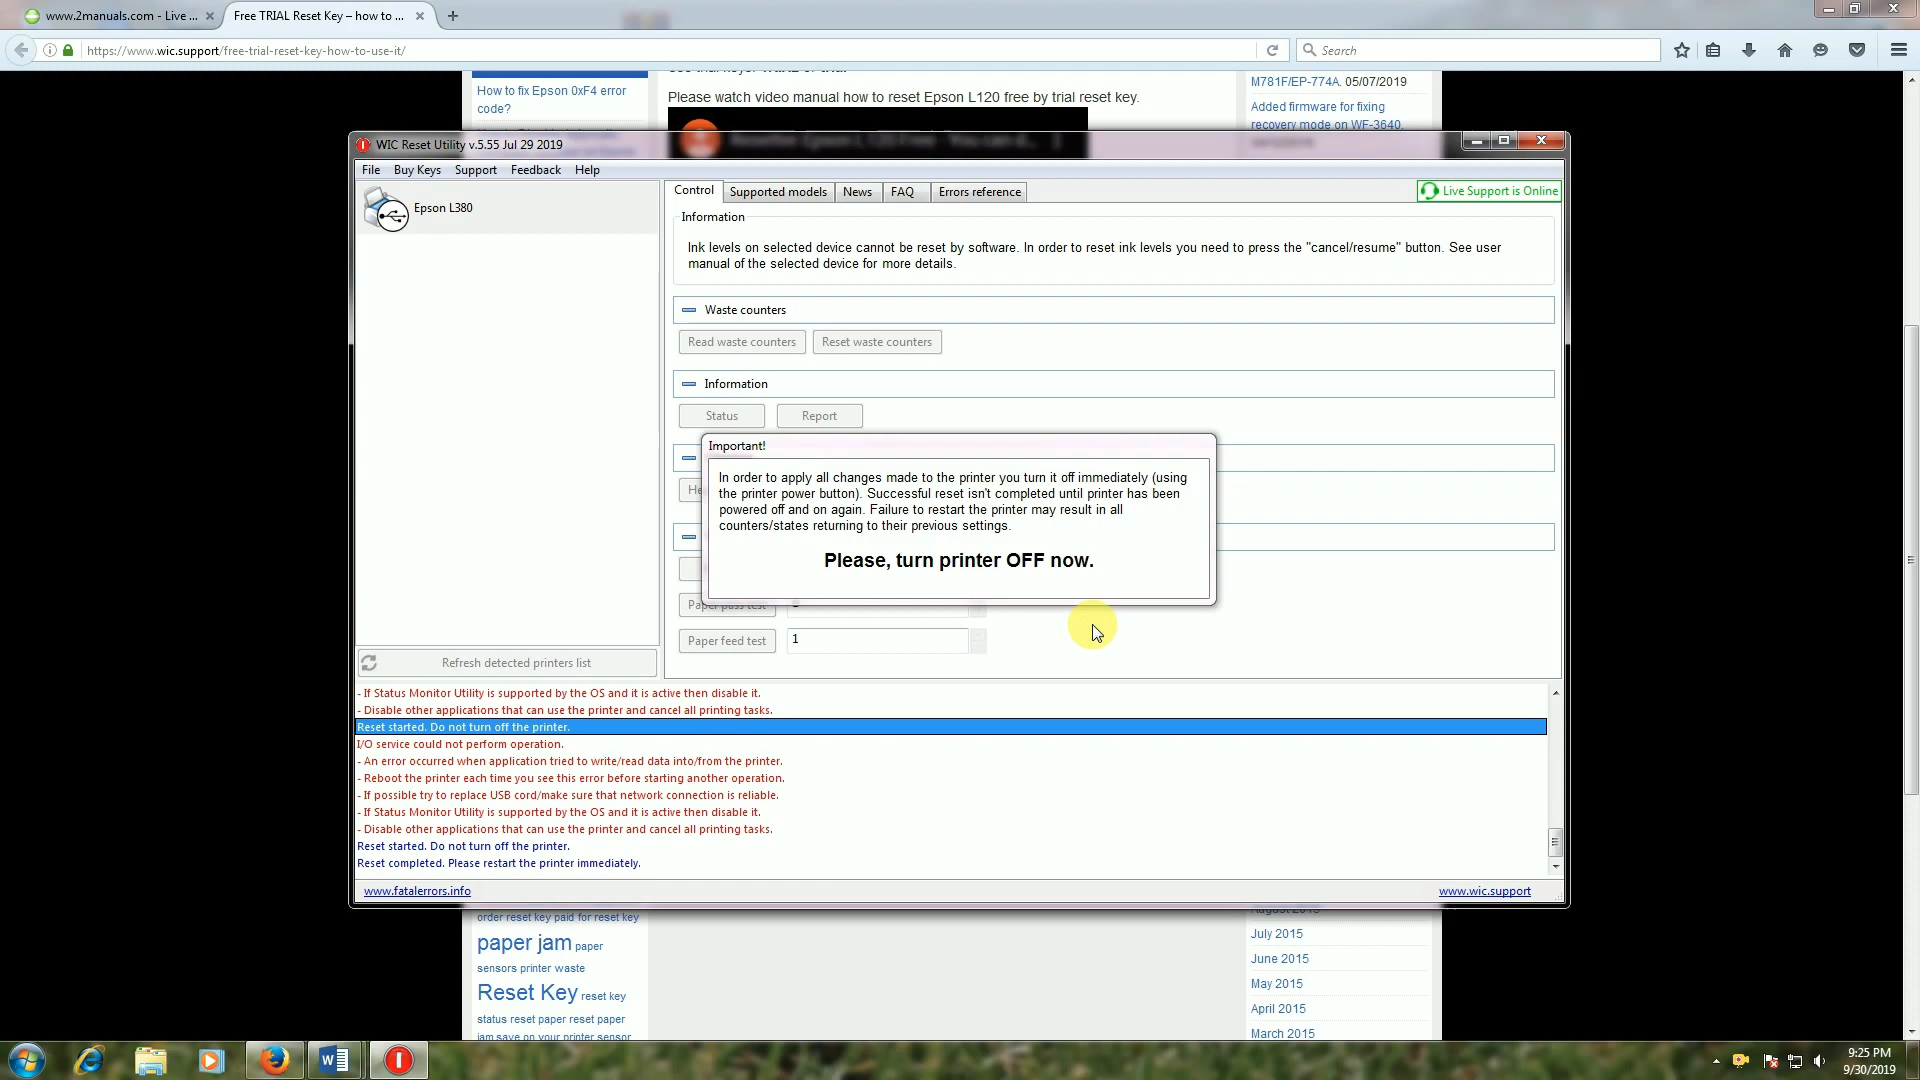 www.2manuals.com - Live ...
Free TRIAL Reset Key – how to ...
https://www.wic.support/free-trial-reset-key-how-to-use-it/
Search
How to fix Epson 0xF4 error
code?
Please watch video manual how to reset Epson L120 free by trial reset key.
M781F/EP-774A. 05/07/2019
Added firmware for fixing
recovery mode on WF-3640.
WIC Reset Utility v.5.55 Jul 29 2019
File Buy Keys Support Feedback Help
Epson L380
Control Supported models News FAQ Errors reference
Live Support is Online
Information
Ink levels on selected device cannot be reset by software. In order to reset ink levels you need to press the "cancel/resume" button. See user
manual of the selected device for more details.
Waste counters
Read waste counters Reset waste counters
Information
Status Report
Important!
In order to apply all changes made to the printer you turn it off immediately (using
the printer power button). Successful reset isn't completed until printer has been
powered off and on again. Failure to restart the printer may result in all
counters/states returning to their previous settings.
Please, turn printer OFF now.
Paper pass test
Paper feed test 1
Refresh detected printers list
- If Status Monitor Utility is supported by the OS and it is active then disable it.
- Disable other applications that can use the printer and cancel all printing tasks.
Reset started. Do not turn off the printer.
I/O service could not perform operation.
- An error occurred when application tried to write/read data into/from the printer.
- Reboot the printer each time you see this error before starting another operation.
- If possible try to replace USB cord/make sure that network connection is reliable.
- If Status Monitor Utility is supported by the OS and it is active then disable it.
- Disable other applications that can use the printer and cancel all printing tasks.
Reset started. Do not turn off the printer.
Reset completed. Please restart the printer immediately.
www.fatalerrors.info
www.wic.support
order reset key paid for reset key
paper jam paper
sensors printer waste
Reset Key reset key
status reset paper reset paper
jam save on your printer sensor
August 2015
July 2015
June 2015
May 2015
April 2015
March 2015
9:25 PM
9/30/2019